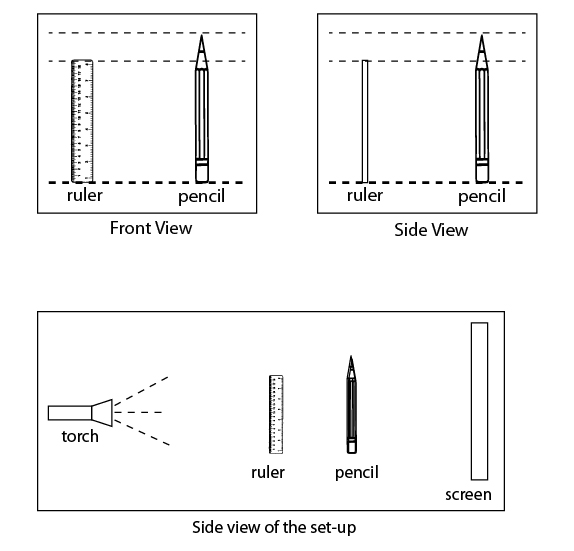 ruler pencil
Front View
ruler pencil
Side View
torch
ruler pencil
screen
Side view of the set-up